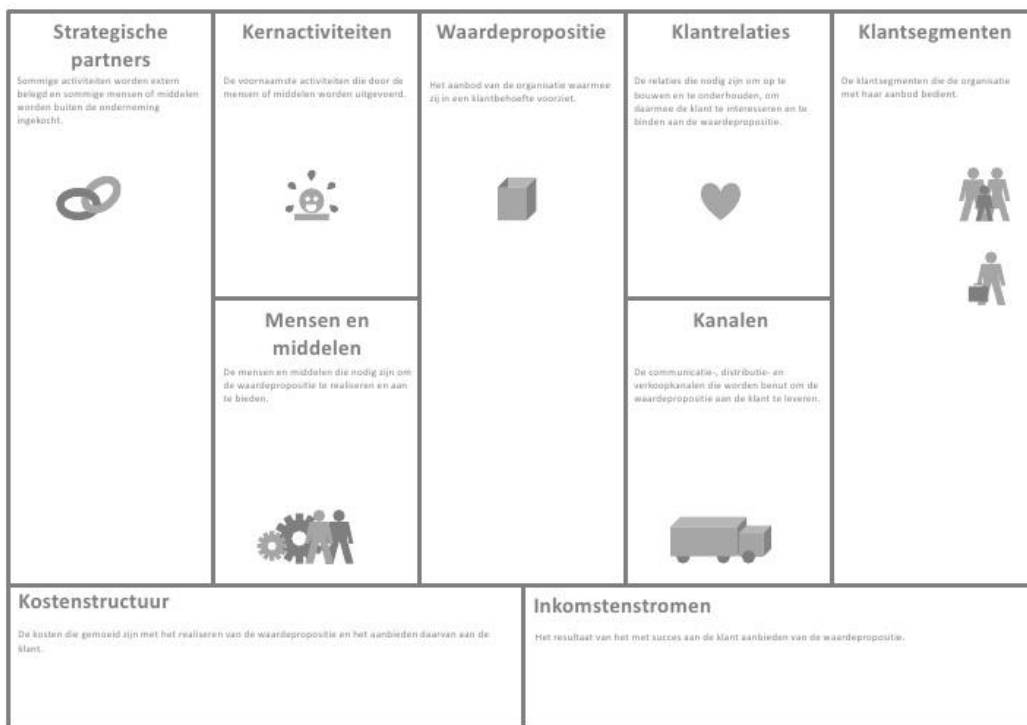 Strategische
partners
Sommige activiteiten worden extern
belegd en sommige mensen of middelen
worden buiten de onderneming
ingekocht.
Kernactiviteiten
De voornaamste activiteiten die door de
mensen of middelen worden uitgevoerd.
Mensen en
middelen
De mensen en middelen die nodig zijn om
de waardepropositie te realiseren en aan
te bieden.
Waardepropositie
Het aanbod van de organisatie waarmee
zij in een klantbehoefte voorziet.
Klantrelaties
De relaties die nodig zijn om op te
bouwen en te onderhouden, om
daarmee de klant te interesseren en te
binden aan de waardepropositie.
Kanalen
De communicatie-, distributie- en
verkoopkanalen die worden benut om de
waardepropositie aan de klant te leveren.
Klantsegmenten
De klantsegmenten die de organisatie
met haar aanbod bedient.
Kostenstructuur
De kosten die gemoeid zijn met het realiseren van de waardepropositie en het aanbieden daarvan aan de
klant.
Inkomstenstromen
Het resultaat van het met succes aan de klant aanbieden van de waardepropositie.